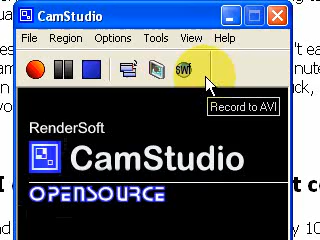 CamStudio
File Region Options Tools View Help
swf
Record to AVI
RenderSoft
CamStudio
OPENSOURCE